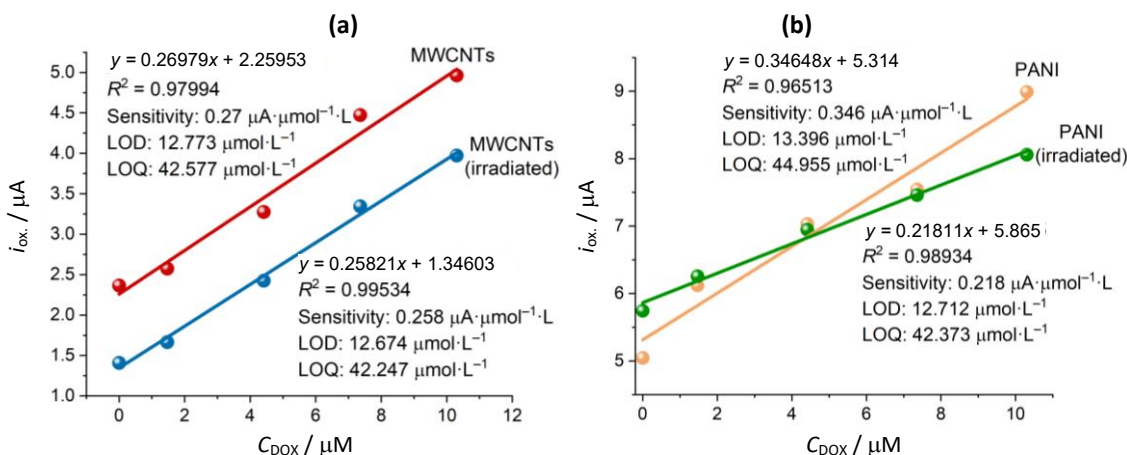 (a)
MWCNTs
y = 0.26979x + 2.25953
R² = 0.97994
Sensitivity: 0.27 μA·μmol⁻¹·L
LOD: 12.773 μmol·L⁻¹
LOQ: 42.577 μmol·L⁻¹
MWCNTs
(irradiated)
y = 0.25821x + 1.34603
R² = 0.99534
Sensitivity: 0.258 μA·μmol⁻¹·L
LOD: 12.674 μmol·L⁻¹
LOQ: 42.247 μmol·L⁻¹
5.0
4.5
4.0
3.5
3.0
2.5
2.0
1.5
1.0
i_ox. / μA
0 2 4 6 8 10 12
C_DOX / μM
(b)
y = 0.34648x + 5.314
R² = 0.96513
Sensitivity: 0.346 μA·μmol⁻¹·L
LOD: 13.396 μmol·L⁻¹
LOQ: 44.955 μmol·L⁻¹
PANI
PANI
(irradiated)
y = 0.21811x + 5.865
R² = 0.98934
Sensitivity: 0.218 μA·μmol⁻¹·L
LOD: 12.712 μmol·L⁻¹
LOQ: 42.373 μmol·L⁻¹
9
8
7
6
5
i_ox. / μA
0 2 4 6 8 10
C_DOX / μM